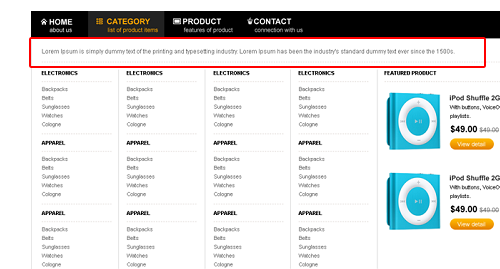 HOME
about us
CATEGORY
list of product items
PRODUCT
features of product
CONTACT
connection with us
Lorem Ipsum is simply dummy text of the printing and typesetting industry. Lorem Ipsum has been the industry's standard dummy text ever since the 1500s.
ELECTRONICS
Backpacks
Belts
Sunglasses
Watches
Cologne
APPAREL
Backpacks
Belts
Sunglasses
Watches
Cologne
APPAREL
Backpacks
Belts
Sunglasses
Watches
Cologne
ELECTRONICS
Backpacks
Belts
Sunglasses
Watches
Cologne
APPAREL
Backpacks
Belts
Sunglasses
Watches
Cologne
APPAREL
Backpacks
Belts
Sunglasses
Watches
Cologne
ELECTRONICS
Backpacks
Belts
Sunglasses
Watches
Cologne
APPAREL
Backpacks
Belts
Sunglasses
Watches
Cologne
APPAREL
Backpacks
Belts
Sunglasses
Watches
Cologne
ELECTRONICS
Backpacks
Belts
Sunglasses
Watches
Cologne
APPAREL
Backpacks
Belts
Sunglasses
Watches
Cologne
APPAREL
Backpacks
Belts
Sunglasses
Watches
Cologne
FEATURED PRODUCT
iPod Shuffle 2G
With buttons, VoiceO
playlists.
$49.00 $49.00
View detail
iPod Shuffle 2G
With buttons, VoiceO
playlists.
$49.00 $49.00
View detail